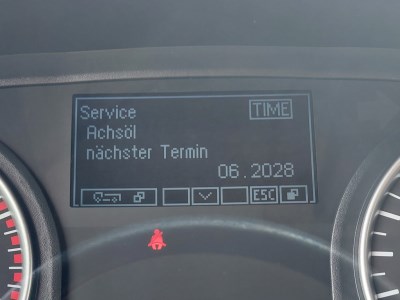 Service TIME
Achsöl
nächster Termin
06.2028
ESC